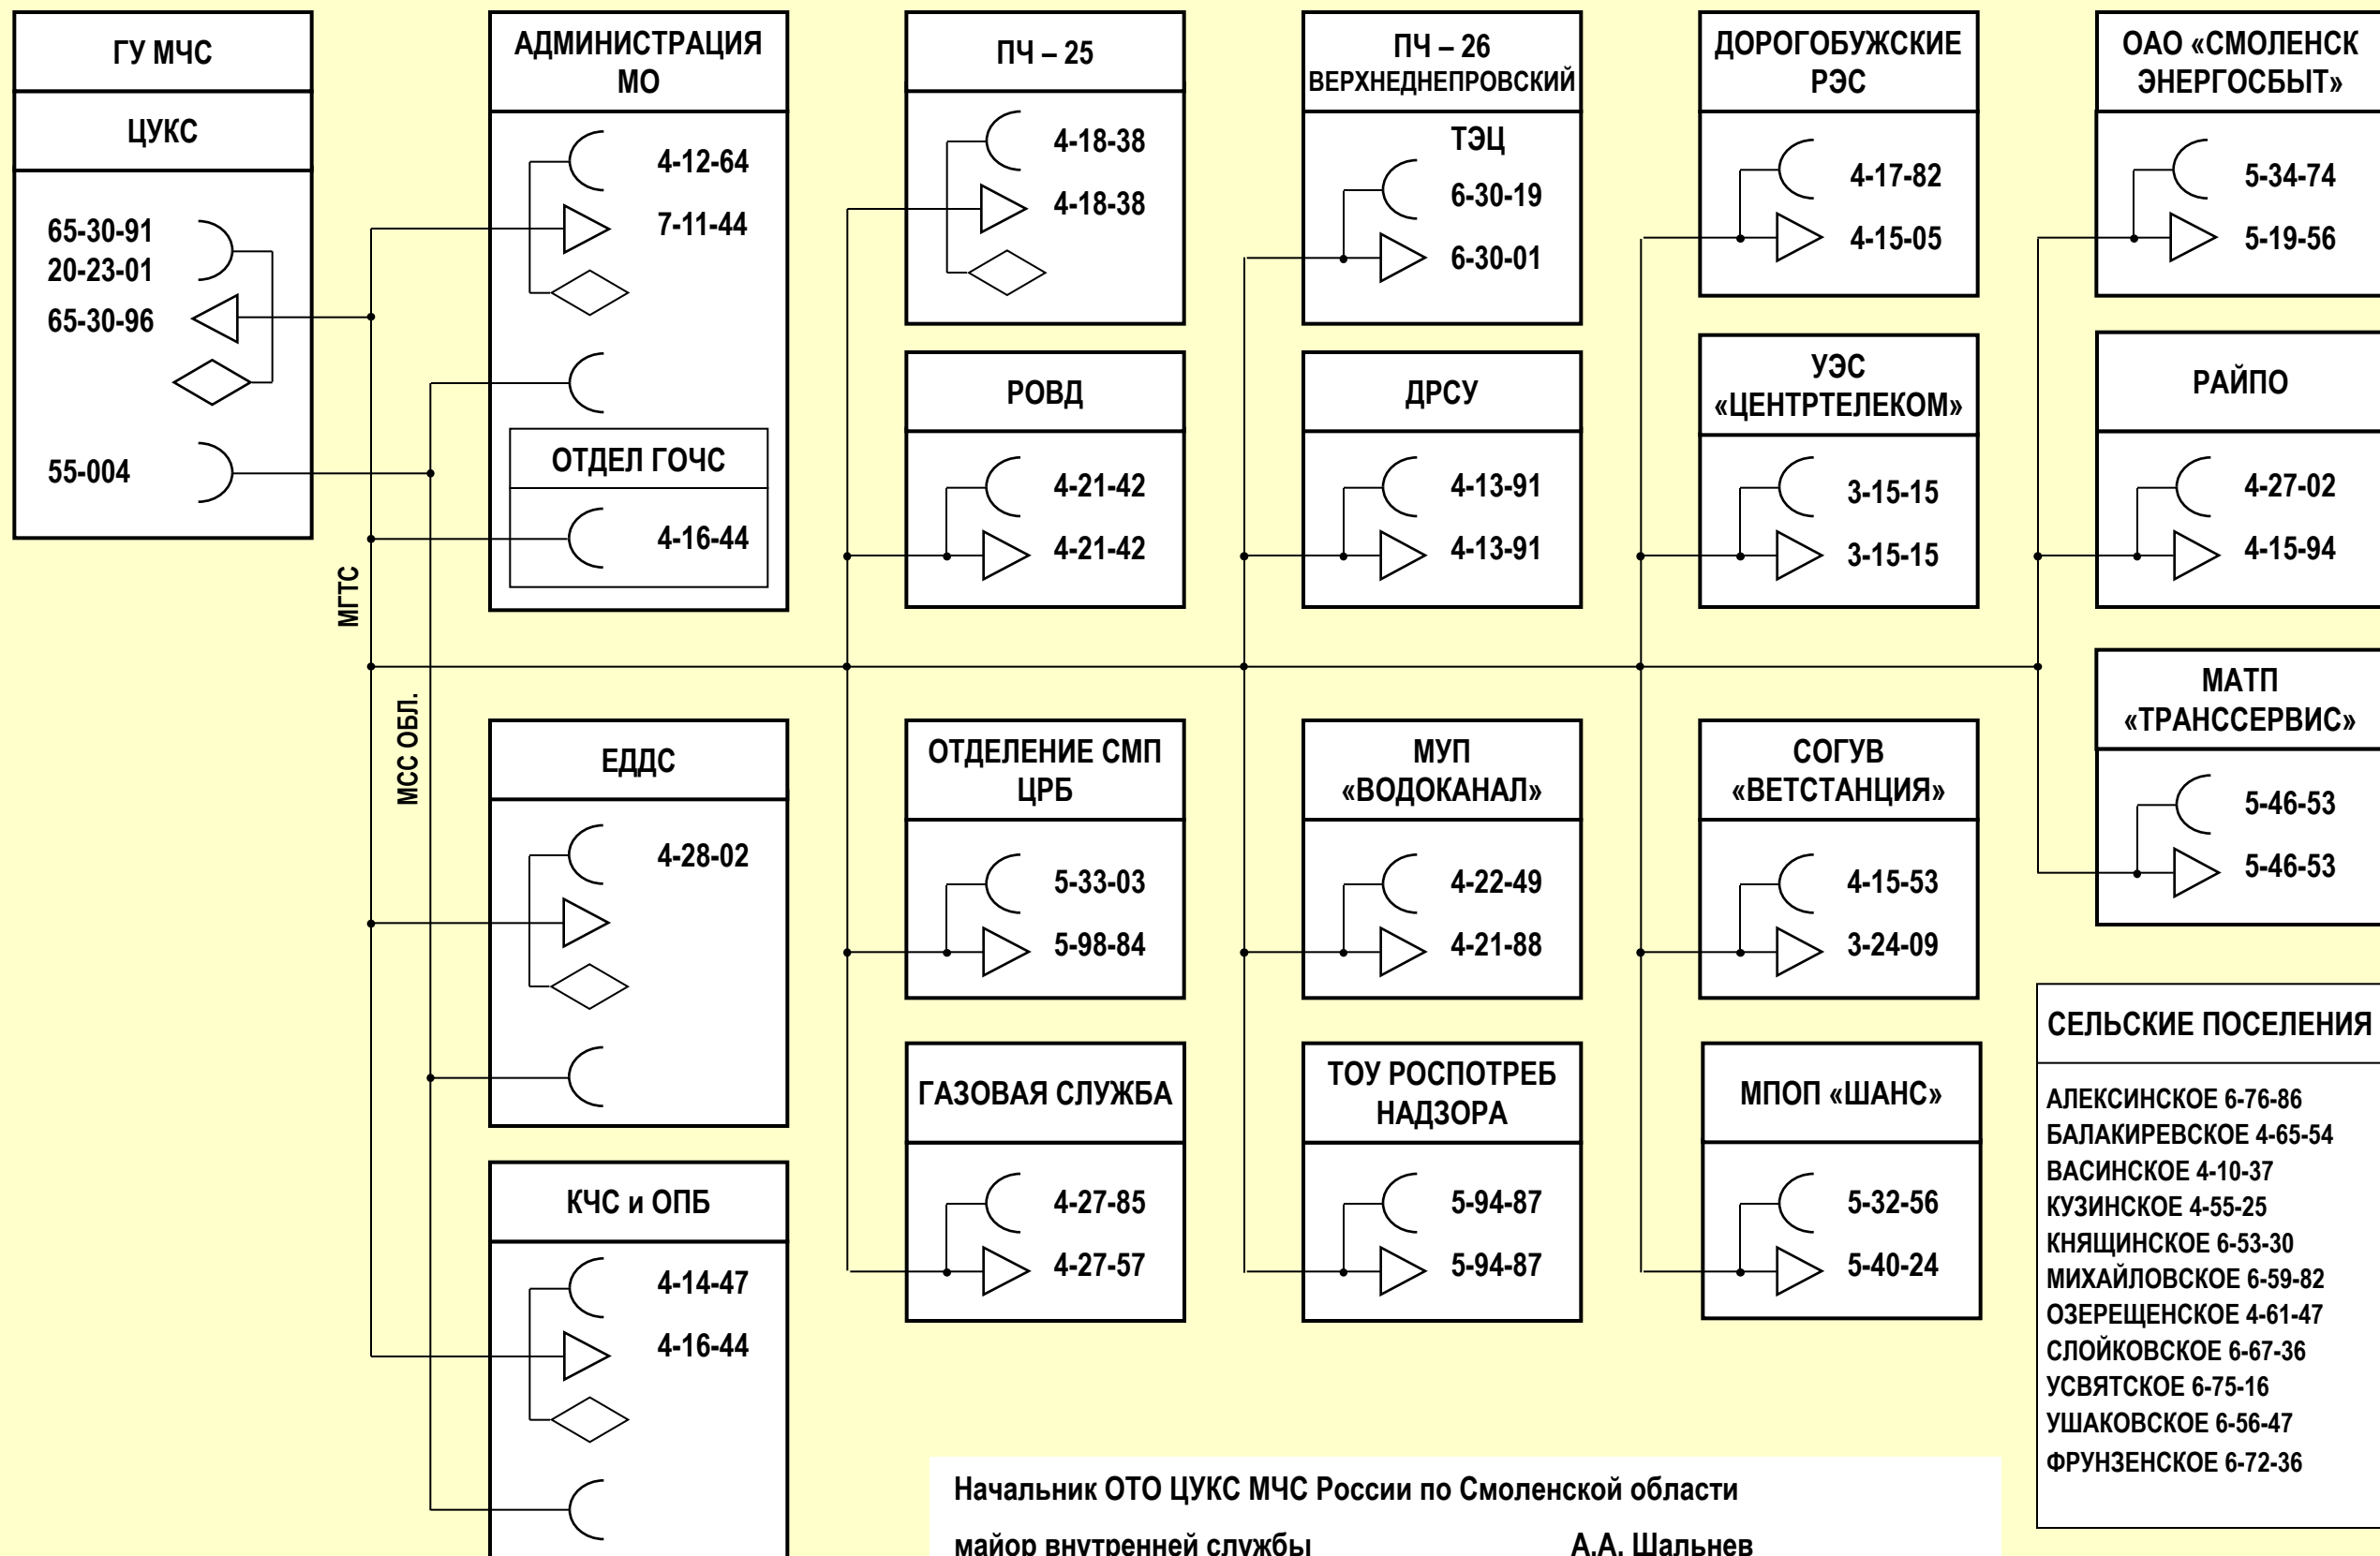 ГУ МЧС
ЦУКС
65-30-91
20-23-01
65-30-96
55-004
АДМИНИСТРАЦИЯ
МО
4-12-64
7-11-44
ОТДЕЛ ГОЧС
4-16-44
МГТС
МСС ОБЛ.
ЕДДС
4-28-02
КЧС и ОПБ
4-14-47
4-16-44
ПЧ – 25
4-18-38
4-18-38
РОВД
4-21-42
4-21-42
ОТДЕЛЕНИЕ СМП
ЦРБ
5-33-03
5-98-84
ГАЗОВАЯ СЛУЖБА
4-27-85
4-27-57
ПЧ – 26
ВЕРХНЕДНЕПРОВСКИЙ
ТЭЦ
6-30-19
6-30-01
ДРСУ
4-13-91
4-13-91
МУП
«ВОДОКАНАЛ»
4-22-49
4-21-88
ТОУ РОСПОТРЕБ
НАДЗОРА
5-94-87
5-94-87
ДОРОГОБУЖСКИЕ
РЭС
4-17-82
4-15-05
УЭС
«ЦЕНТРТЕЛЕКОМ»
3-15-15
3-15-15
СОГУВ
«ВЕТСТАНЦИЯ»
4-15-53
3-24-09
МПОП «ШАНС»
5-32-56
5-40-24
ОАО «СМОЛЕНСК
ЭНЕРГОСБЫТ»
5-34-74
5-19-56
РАЙПО
4-27-02
4-15-94
МАТП
«ТРАНССЕРВИС»
5-46-53
5-46-53
СЕЛЬСКИЕ ПОСЕЛЕНИЯ
АЛЕКСИНСКОЕ 6-76-86
БАЛАКИРЕВСКОЕ 4-65-54
ВАСИНСКОЕ 4-10-37
КУЗИНСКОЕ 4-55-25
КНЯЩИНСКОЕ 6-53-30
МИХАЙЛОВСКОЕ 6-59-82
ОЗЕРЕЩЕНСКОЕ 4-61-47
СЛОЙКОВСКОЕ 6-67-36
УСВЯТСКОЕ 6-75-16
УШАКОВСКОЕ 6-56-47
ФРУНЗЕНСКОЕ 6-72-36
Начальник ОТО ЦУКС МЧС России по Смоленской области
майор внутренней службы А.А. Шальнев